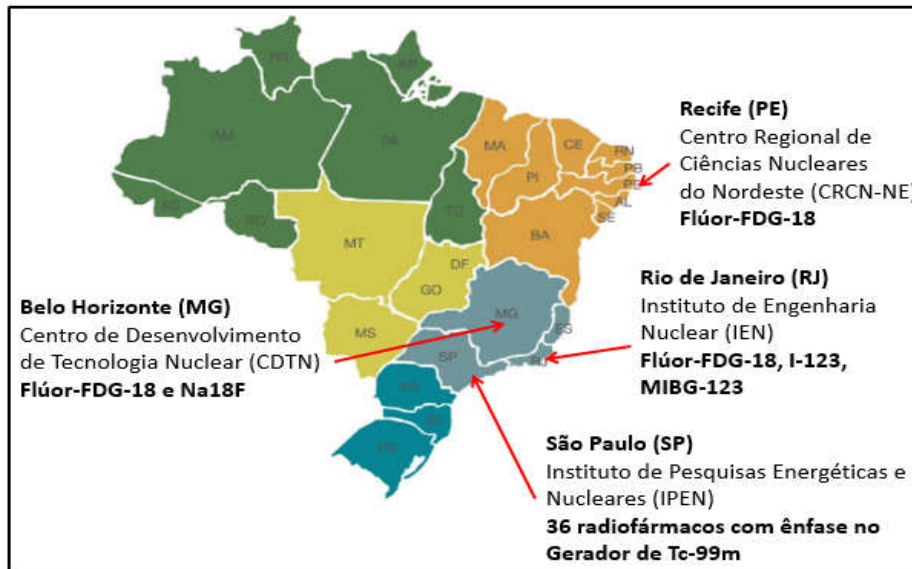 RR
AP
AM
PA
MA
CE
RN
PB
PE
PI
AL
SE
AC
RO
TO
BA
MT
DF
GO
MG
ES
MS
SP
RJ
PR
SC
RS
Recife (PE)
Centro Regional de
Ciências Nucleares
do Nordeste (CRCN-NE)
Flúor-FDG-18
Rio de Janeiro (RJ)
Instituto de Engenharia
Nuclear (IEN)
Flúor-FDG-18, I-123,
MIBG-123
Belo Horizonte (MG)
Centro de Desenvolvimento
de Tecnologia Nuclear (CDTN)
Flúor-FDG-18 e Na18F
São Paulo (SP)
Instituto de Pesquisas Energéticas e
Nucleares (IPEN)
36 radiofármacos com ênfase no
Gerador de Tc-99m